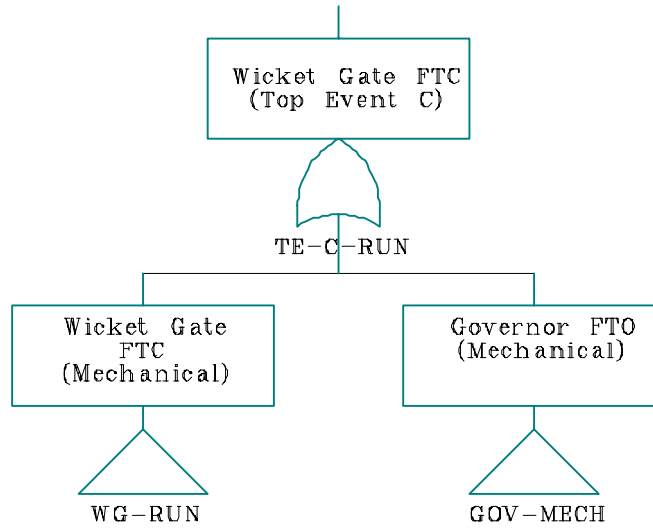 Wicket Gate FTC
(Top Event C)
TE-C-RUN
Wicket Gate
FTC
(Mechanical)
Governor FTO
(Mechanical)
WG-RUN
GOV-MECH